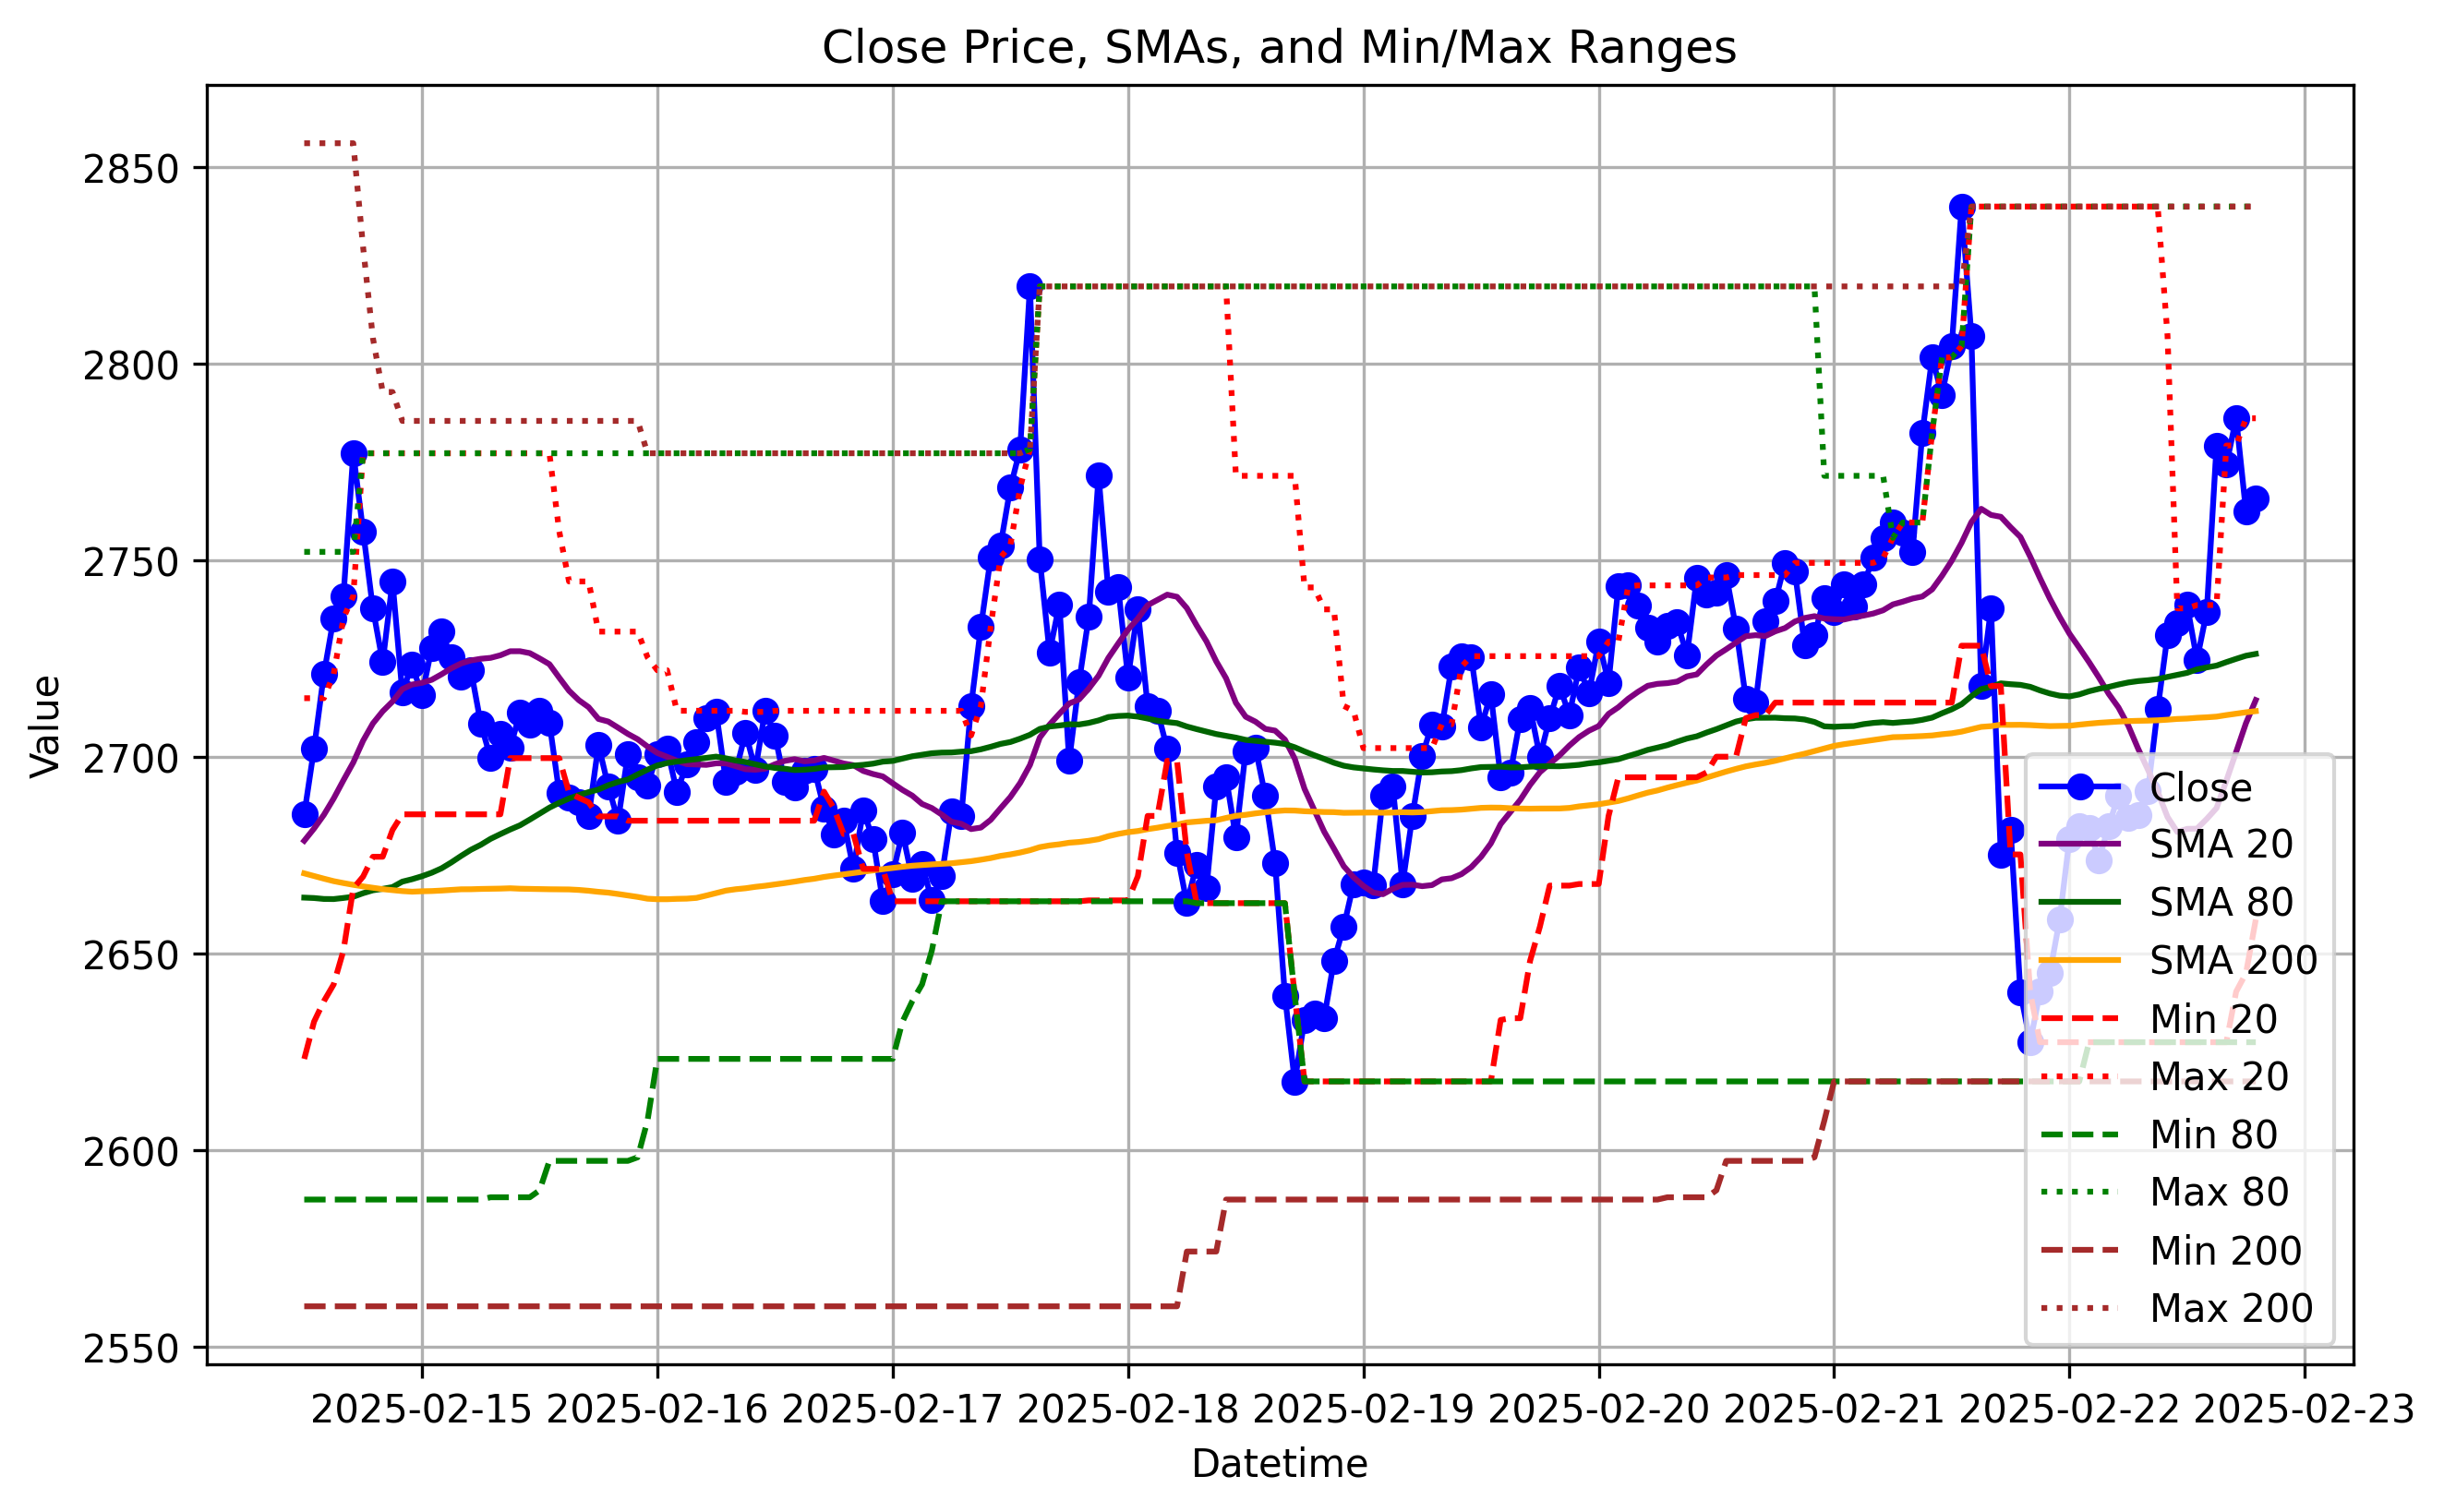 Close Price, SMAs, and Min/Max Ranges
Value
2850
2800
2750
2700
2650
2600
2550
Close
SMA 20
SMA 80
SMA 200
Min 20
Max 20
Min 80
Max 80
Min 200
Max 200
2025-02-15 2025-02-16 2025-02-17 2025-02-18 2025-02-19 2025-02-20 2025-02-21 2025-02-22 2025-02-23
Datetime